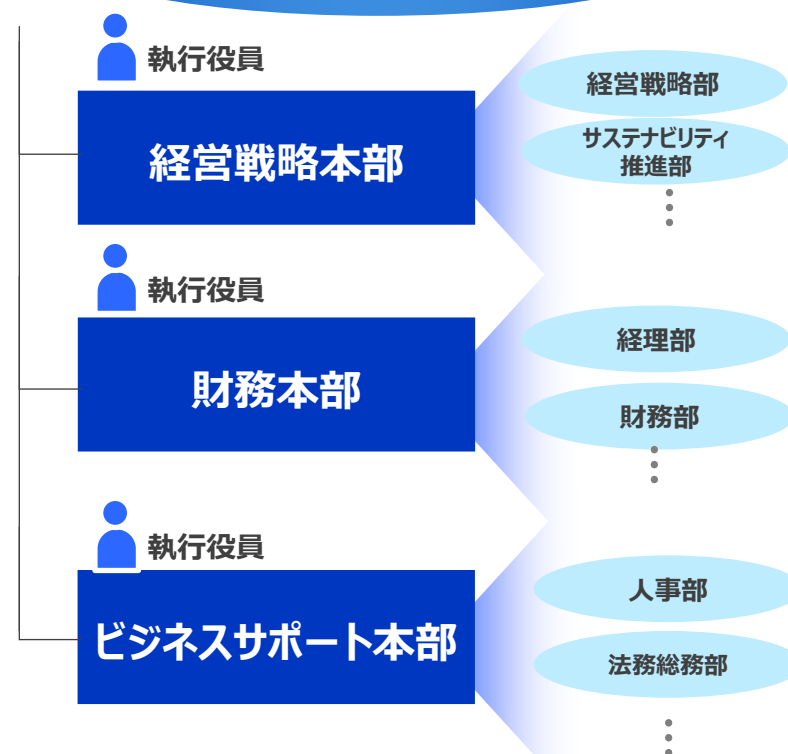 執行役員
経営戦略本部
経営戦略部
サステナビリティ
推進部
執行役員
財務本部
経理部
財務部
執行役員
ビジネスサポート本部
人事部
法務総務部